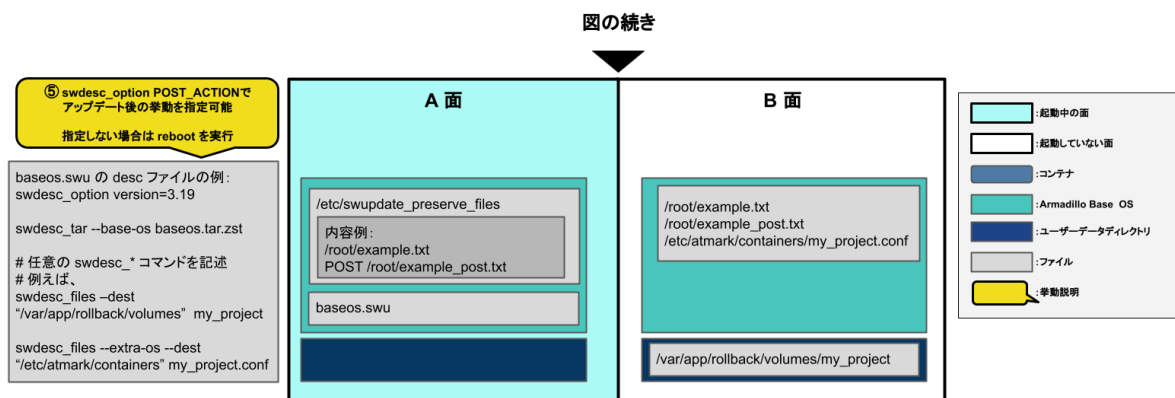 図の続き
⑤ swdesc_option POST_ACTIONで
アップデート後の挙動を指定可能
指定しない場合は reboot を実行
baseos.swu の desc ファイルの例:
swdesc_option version=3.19
swdesc_tar --base-os baseos.tar.zst
# 任意の swdesc_* コマンドを記述
# 例えば、
swdesc_files –dest
“/var/app/rollback/volumes” my_project
swdesc_files --extra-os --dest
“/etc/atmark/containers” my_project.conf
A 面
/etc/swupdate_preserve_files
内容例:
/root/example.txt
POST /root/example_post.txt
baseos.swu
B 面
/root/example.txt
/root/example_post.txt
/etc/atmark/containers/my_project.conf
/var/app/rollback/volumes/my_project
:起動中の面
:起動していない面
:コンテナ
:Armadillo Base OS
:ユーザーデータディレクトリ
:ファイル
:挙動説明